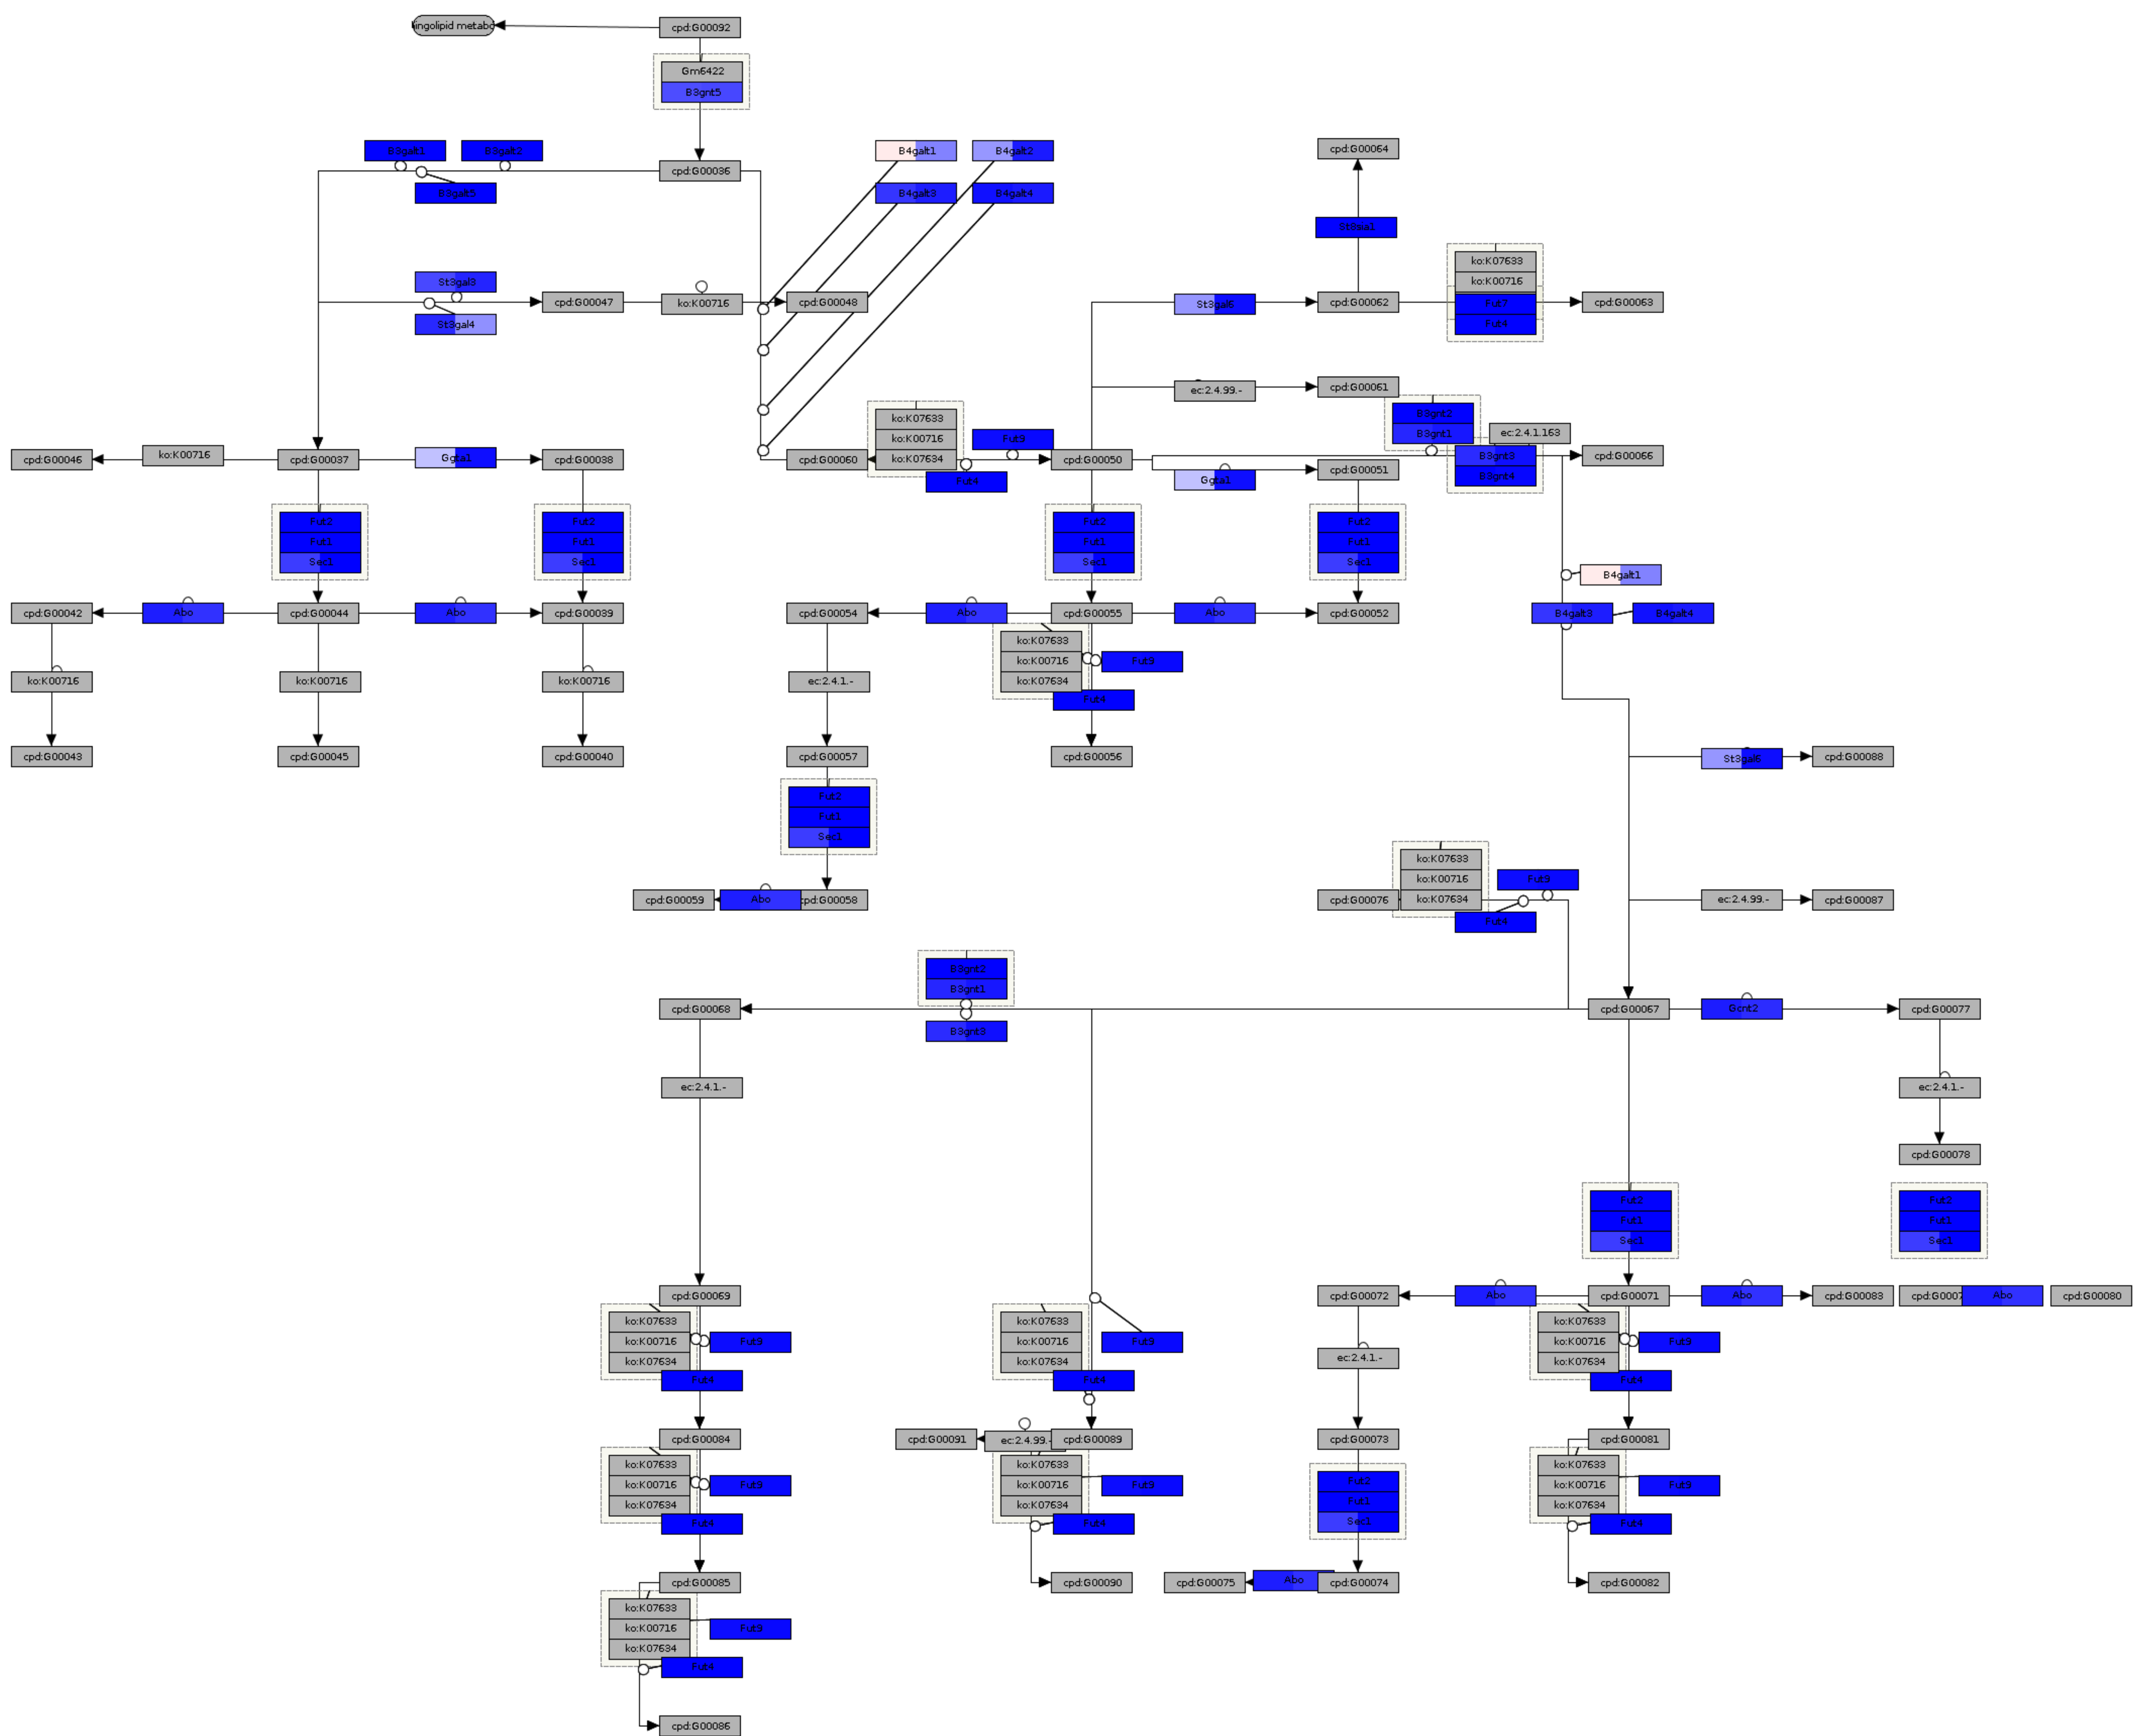 ingolipid metabo
cpd:G00092
Gm6422
B3gnt5
B3galt1
B3galt2
B4galt1
B4galt2
cpd:G00064
cpd:G00036
B3galt5
B4galt3
B4galt4
St8sia1
ko:K07633
ko:K00716
Fut7
Fut4
St3gal3
cpd:G00047
ko:K00716
cpd:G00048
St3gal6
cpd:G00062
cpd:G00063
St3gal4
ec:2.4.99.-
cpd:G00061
ko:K07633
ko:K00716
ko:K07634
B3gnt2
B3gnt1
ec:2.4.1.163
cpd:G00046
ko:K00716
cpd:G00037
Ggta1
cpd:G00038
cpd:G00060
Fut9
cpd:G00050
B3gnt3
B3gnt4
cpd:G00066
Fut4
Ggta1
cpd:G00051
Fut2
Fut1
Sec1
Fut2
Fut1
Sec1
Fut2
Fut1
Sec1
Fut2
Fut1
Sec1
B4galt1
cpd:G00042
Abo
cpd:G00044
Abo
cpd:G00039
cpd:G00054
Abo
cpd:G00055
Abo
cpd:G00052
B4galt3
B4galt4
ko:K07633
ko:K00716
ko:K07634
Fut9
Fut4
ko:K00716
ko:K00716
ko:K00716
ec:2.4.1.-
cpd:G00043
cpd:G00045
cpd:G00040
cpd:G00057
cpd:G00056
St3gal6
cpd:G00088
Fut2
Fut1
Sec1
cpd:G00059
Abo
cpd:G00058
cpd:G00076
ko:K07633
ko:K00716
ko:K07634
Fut9
Fut4
ec:2.4.99.-
cpd:G00087
B3gnt2
B3gnt1
cpd:G00068
B3gnt3
cpd:G00067
Gcnt2
cpd:G00077
ec:2.4.1.-
ec:2.4.1.-
cpd:G00078
Fut2
Fut1
Sec1
Fut2
Fut1
Sec1
cpd:G00069
cpd:G00072
Abo
cpd:G00071
Abo
cpd:G00083
cpd:G0007
Abo
cpd:G00080
ko:K07633
ko:K00716
ko:K07634
Fut9
Fut4
ko:K07633
ko:K00716
ko:K07634
Fut9
Fut4
ec:2.4.1.-
ko:K07633
ko:K00716
ko:K07634
Fut9
Fut4
cpd:G00084
cpd:G00091
ec:2.4.99.-
cpd:G00089
cpd:G00073
cpd:G00081
ko:K07633
ko:K00716
ko:K07634
Fut9
Fut4
ko:K07633
ko:K00716
ko:K07634
Fut9
Fut4
Fut2
Fut1
Sec1
ko:K07633
ko:K00716
ko:K07634
Fut9
Fut4
cpd:G00085
cpd:G00090
cpd:G00075
Abo
cpd:G00074
cpd:G00082
ko:K07633
ko:K00716
ko:K07634
Fut9
Fut4
cpd:G00086